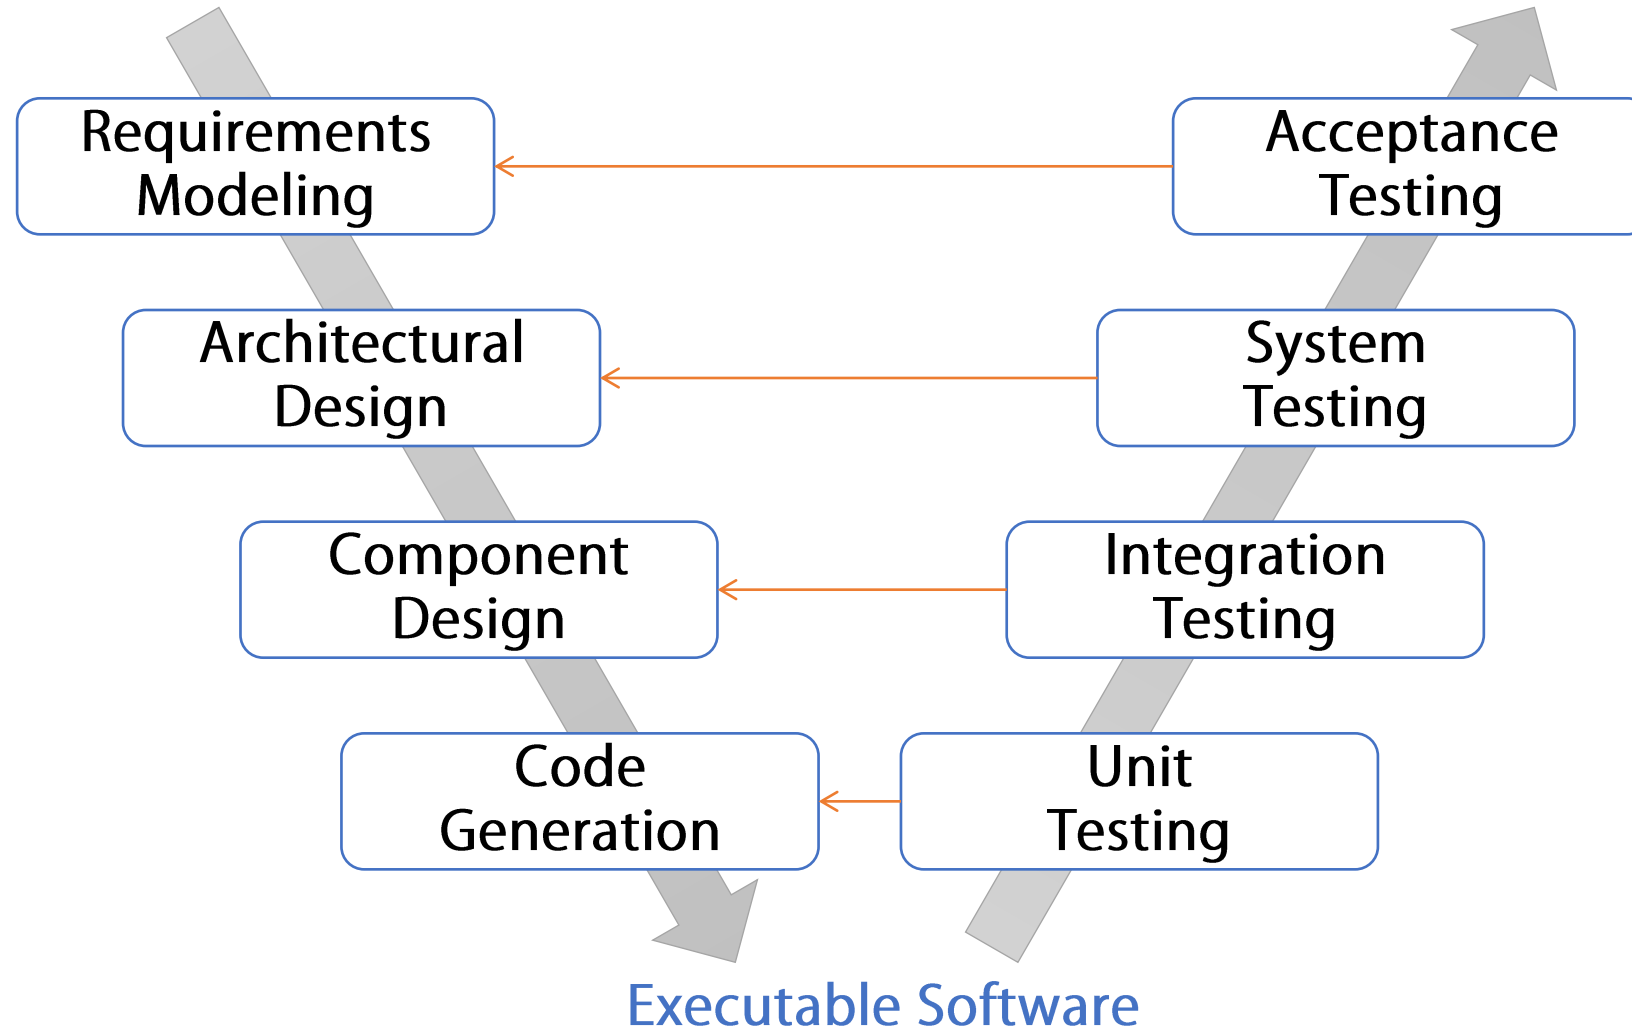 Requirements
Modeling
Acceptance
Testing
Architectural
Design
System
Testing
Component
Design
Integration
Testing
Code
Generation
Unit
Testing
Executable Software